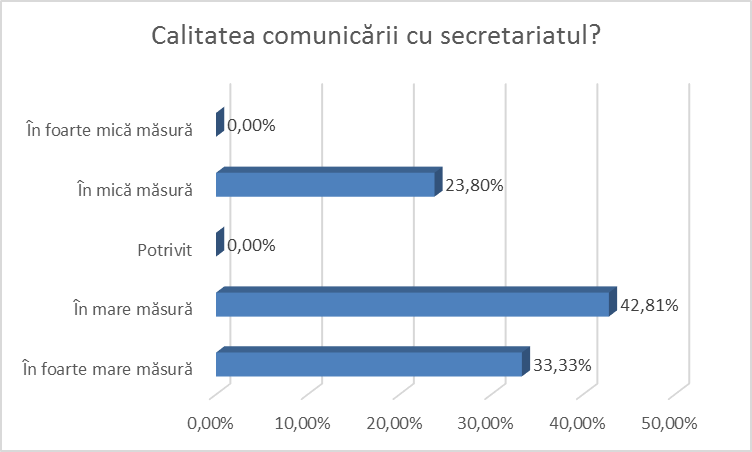 Calitatea comunicării cu secretariatul?
În foarte mică măsură
0,00%
În mică măsură
23,80%
Potrivit
0,00%
În mare măsură
42,81%
În foarte mare măsură
33,33%
0,00% 10,00% 20,00% 30,00% 40,00% 50,00%